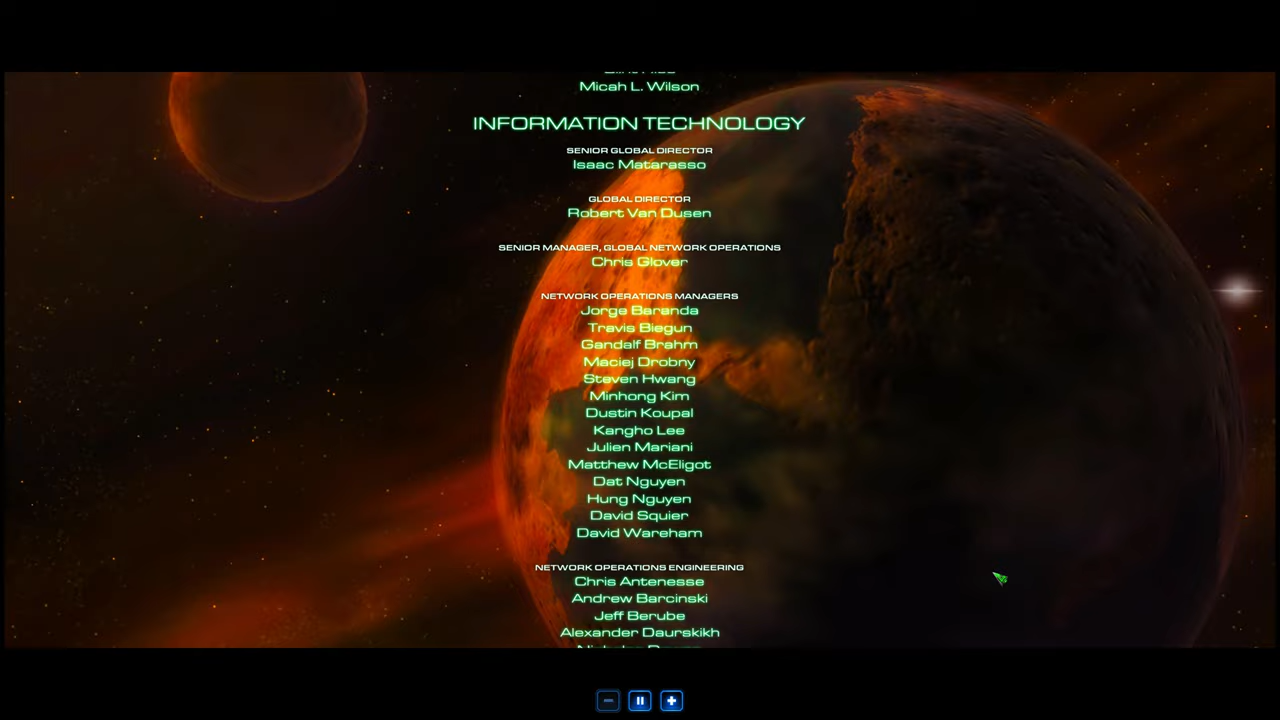 Micah L. Wilson
INFORMATION TECHNOLOGY
SENIOR GLOBAL DIRECTOR
Isaac Matarasso
GLOBAL DIRECTOR
Robert Van Dusen
SENIOR MANAGER, GLOBAL NETWORK OPERATIONS
Chris Glover
NETWORK OPERATIONS MANAGERS
Jorge Baranda
Travis Biegun
Gandalf Brahm
Maciej Drobny
Steven Hwang
Minhong Kim
Dustin Koupal
Kangho Lee
Julien Mariani
Matthew McEligot
Dat Nguyen
Hung Nguyen
David Squier
David Wareham
NETWORK OPERATIONS ENGINEERING
Chris Antenesse
Andrew Barcinski
Jeff Berube
Alexander Daurskikh